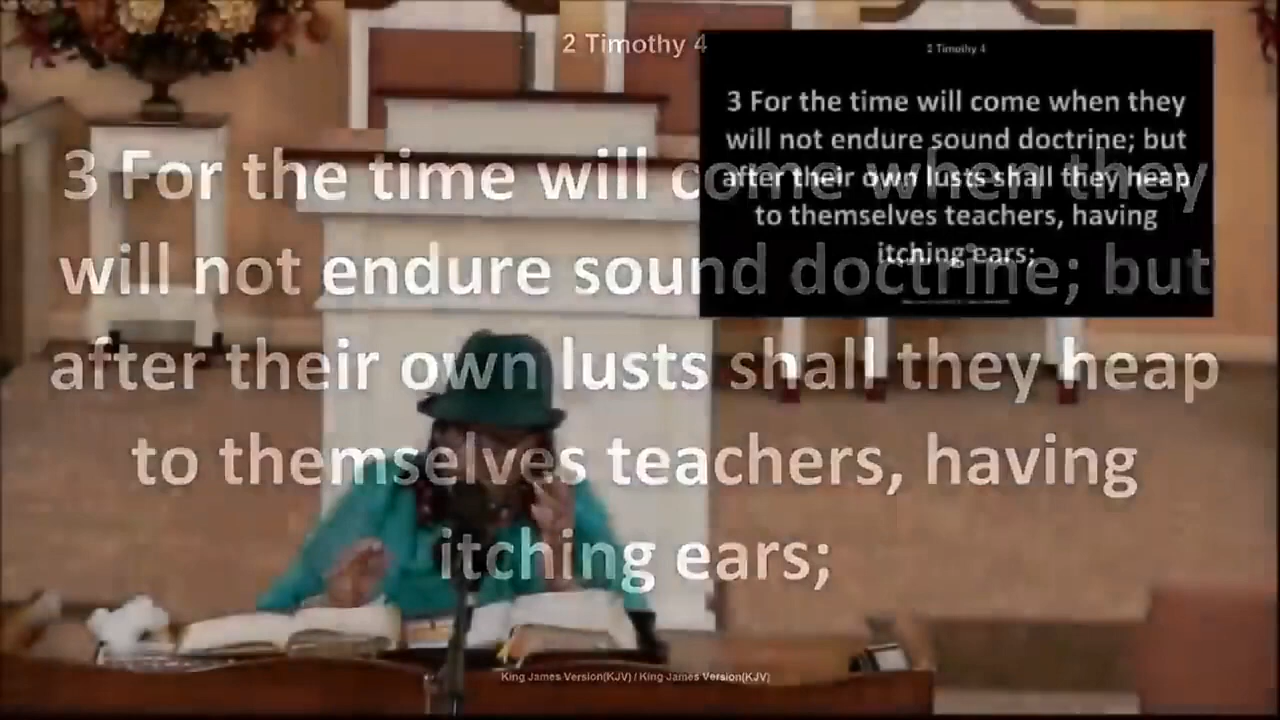 2 Timothy 4
3 For the time will come when they
will not endure sound doctrine; but
after their own lusts shall they heap
to themselves teachers, having
itching ears;
King James Version(KJV) / King James Version(KJV)
2 Timothy 4
3 For the time will come when they
will not endure sound doctrine; but
after their own lusts shall they heap
to themselves teachers, having
itching ears;